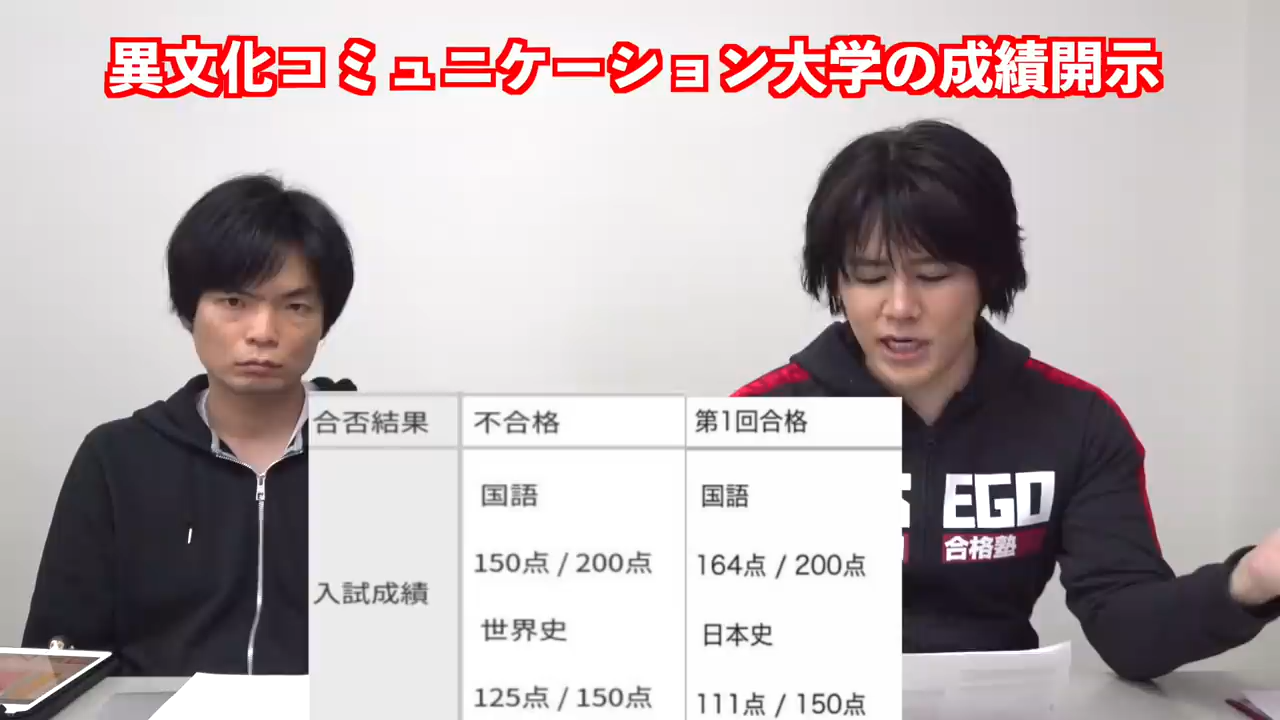 異文化コミュニケーション大学の成績開示
合否結果 不合格 第1回合格
入試成績
国語 国語
150点 / 200点 164点 / 200点
世界史 日本史
125点 / 150点 111点 / 150点
EGO
合格塾